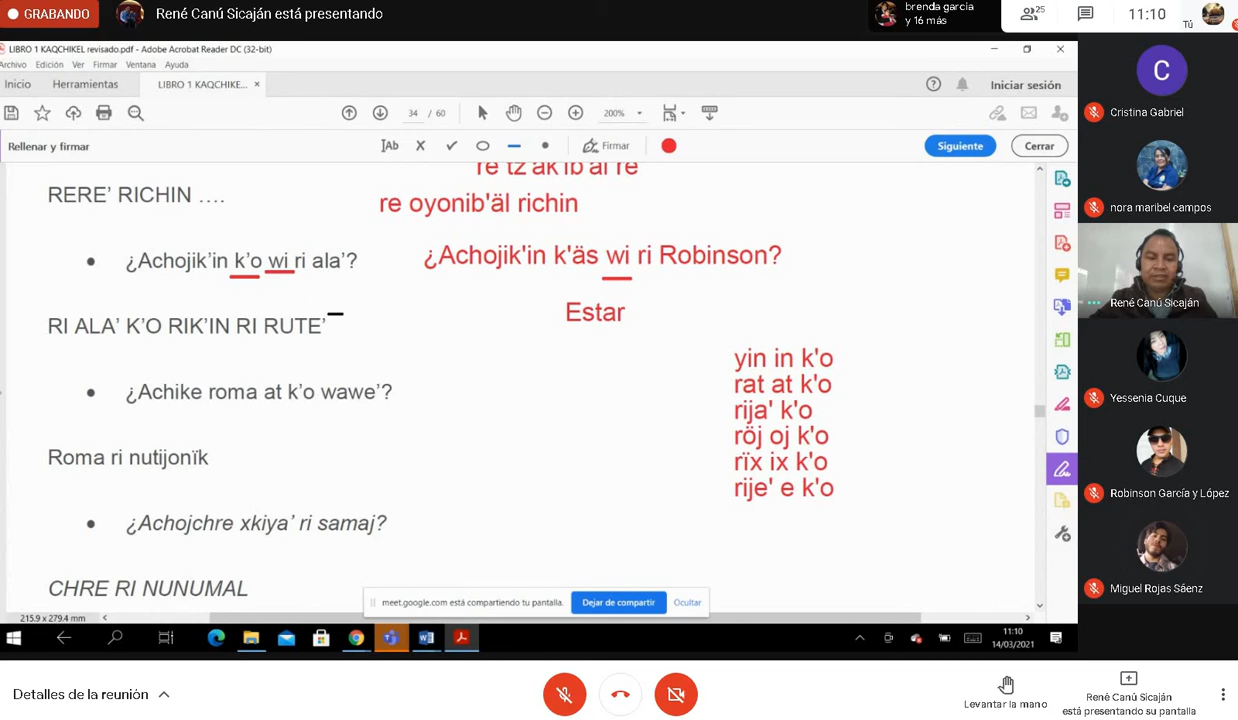 GRABANDO
René Canú Sicaján está presentando
brenda garcia
y 16 más
25
11:10
Tú
LIBRO 1 KAQCHIKEL revisado.pdf - Adobe Acrobat Reader DC (32-bit)
Archivo Edición Ver Firmar Ventana Ayuda
Inicio Herramientas LIBRO 1 KAQCHIKE... × Iniciar sesión
34 / 60 200%
Rellenar y firmar Ab Firmar Siguiente Cerrar
re tz'ak ib'äl re
RERE’ RICHIN ….
re oyonib'äl richin
• ¿Achojik’in k’o wi ri ala’?
¿Achojik'in k'äs wi ri Robinson?
Estar
RI ALA’ K’O RIK’IN RI RUTE’
yin in k'o
rat at k'o
rija' k'o
röj oj k'o
rïx ix k'o
rije' e k'o
• ¿Achike roma at k’o wawe’?
Roma ri nutijonïk
• ¿Achojchre xkiya’ ri samaj?
CHRE RI NUNUMAL
meet.google.com está compartiendo tu pantalla. Dejar de compartir Ocultar
215.9 x 279.4 mm
11:10
14/03/2021
C
Cristina Gabriel
nora maribel campos
René Canú Sicaján
Yessenia Cuque
Robinson García y López
Miguel Rojas Sáenz
Detalles de la reunión
Levantar la mano
René Canú Sicaján
está presentando su pantalla